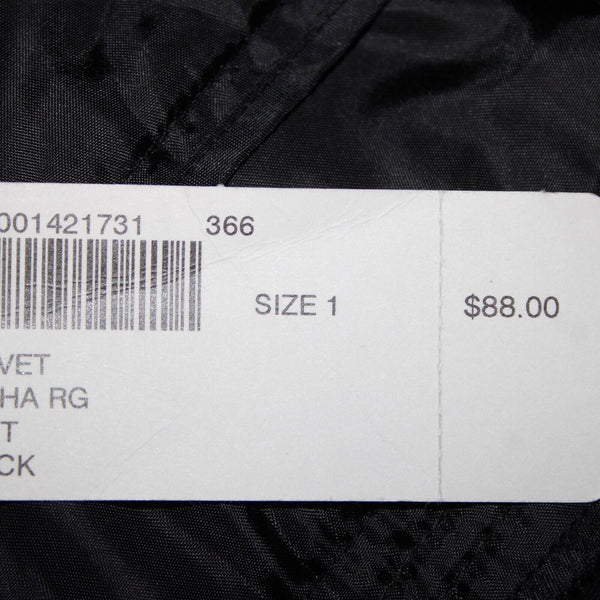 001421731 366
SIZE 1 $88.00
VET
HA RG
T
CK